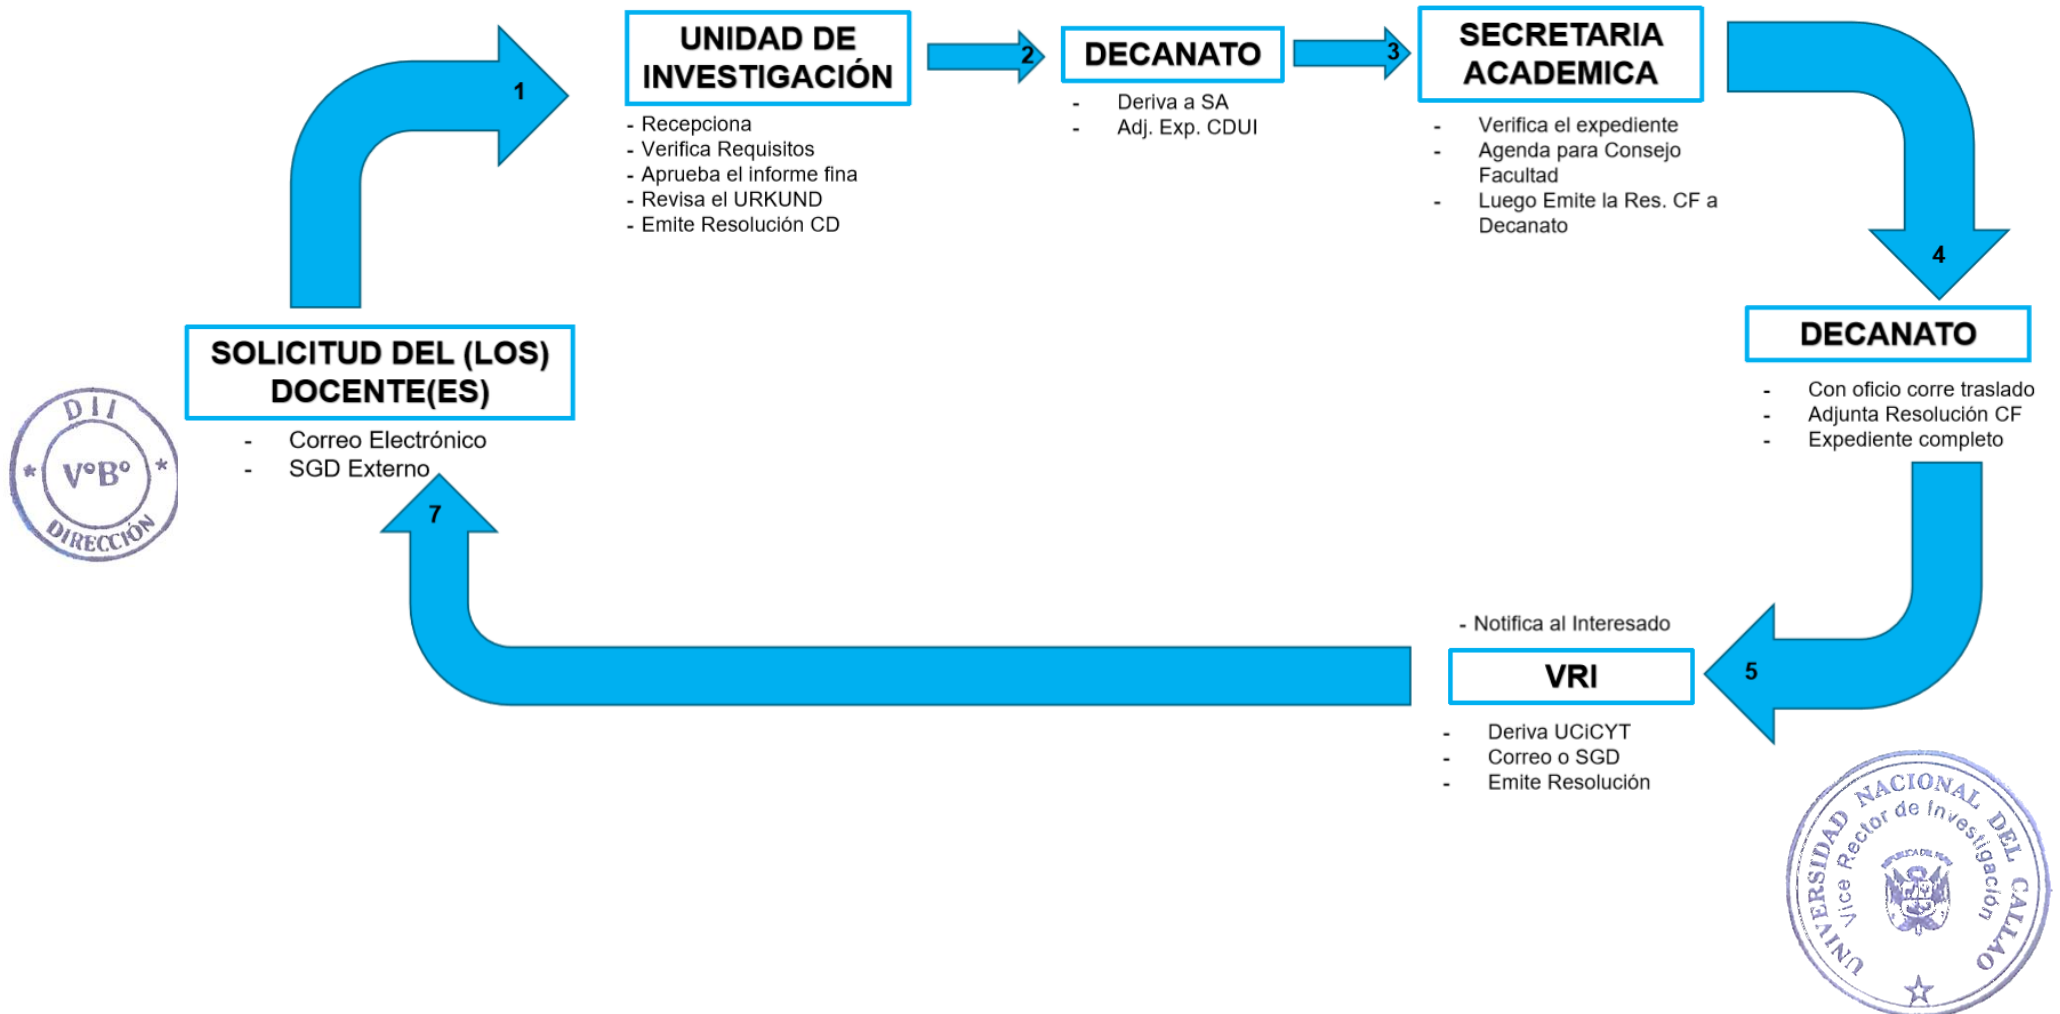 1
UNIDAD DE
INVESTIGACIÓN
- Recepciona
- Verifica Requisitos
- Aprueba el informe fina
- Revisa el URKUND
- Emite Resolución CD
2
DECANATO
- Deriva a SA
- Adj. Exp. CDUI
3
SECRETARIA
ACADEMICA
- Verifica el expediente
- Agenda para Consejo
Facultad
- Luego Emite la Res. CF a
Decanato
4
DECANATO
- Con oficio corre traslado
- Adjunta Resolución CF
- Expediente completo
5
- Notifica al Interesado
VRI
- Deriva UCiCYT
- Correo o SGD
- Emite Resolución
7
SOLICITUD DEL (LOS)
DOCENTE(ES)
- Correo Electrónico
- SGD Externo
DII
V°B°
DIRECCIÓN
UNIVERSIDAD NACIONAL DEL CALLAO
Vice Rector de Investigación